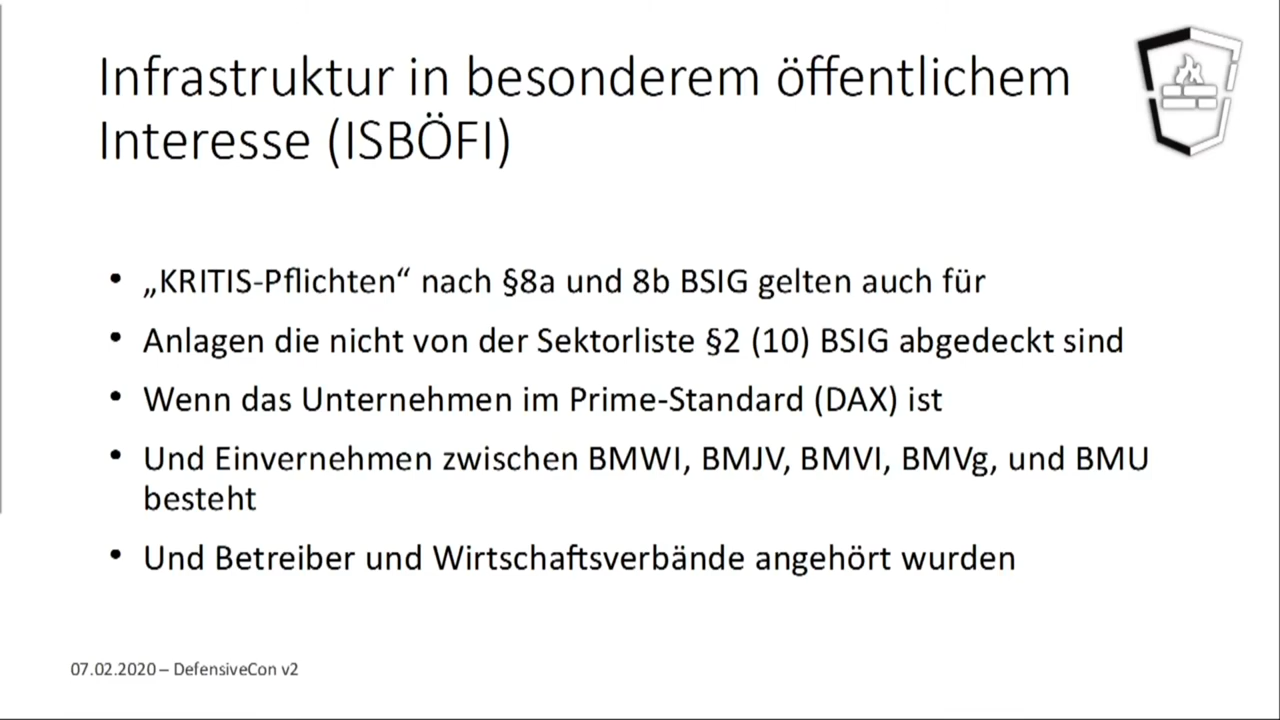 Infrastruktur in besonderem öffentlichem
Interesse (ISBÖFI)
• „KRITIS-Pflichten“ nach §8a und 8b BSIG gelten auch für
• Anlagen die nicht von der Sektorliste §2 (10) BSIG abgedeckt sind
• Wenn das Unternehmen im Prime-Standard (DAX) ist
• Und Einvernehmen zwischen BMWI, BMJV, BMVI, BMVg, und BMU
besteht
• Und Betreiber und Wirtschaftsverbände angehört wurden
07.02.2020 – DefensiveCon v2